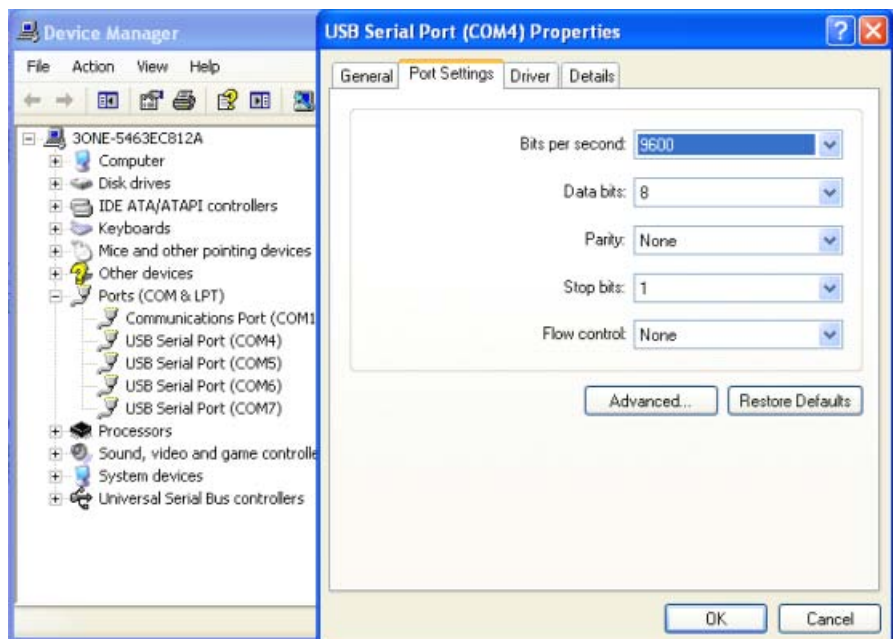 Device Manager
File Action View Help
3ONE-5463EC812A
Computer
Disk drives
IDE ATA/ATAPI controllers
Keyboards
Mice and other pointing devices
Other devices
Ports (COM & LPT)
Communications Port (COM1
USB Serial Port (COM4)
USB Serial Port (COM5)
USB Serial Port (COM6)
USB Serial Port (COM7)
Processors
Sound, video and game controlle
System devices
Universal Serial Bus controllers
USB Serial Port (COM4) Properties
General Port Settings Driver Details
Bits per second: 9600
Data bits: 8
Parity: None
Stop bits: 1
Flow control: None
Advanced... Restore Defaults
OK Cancel